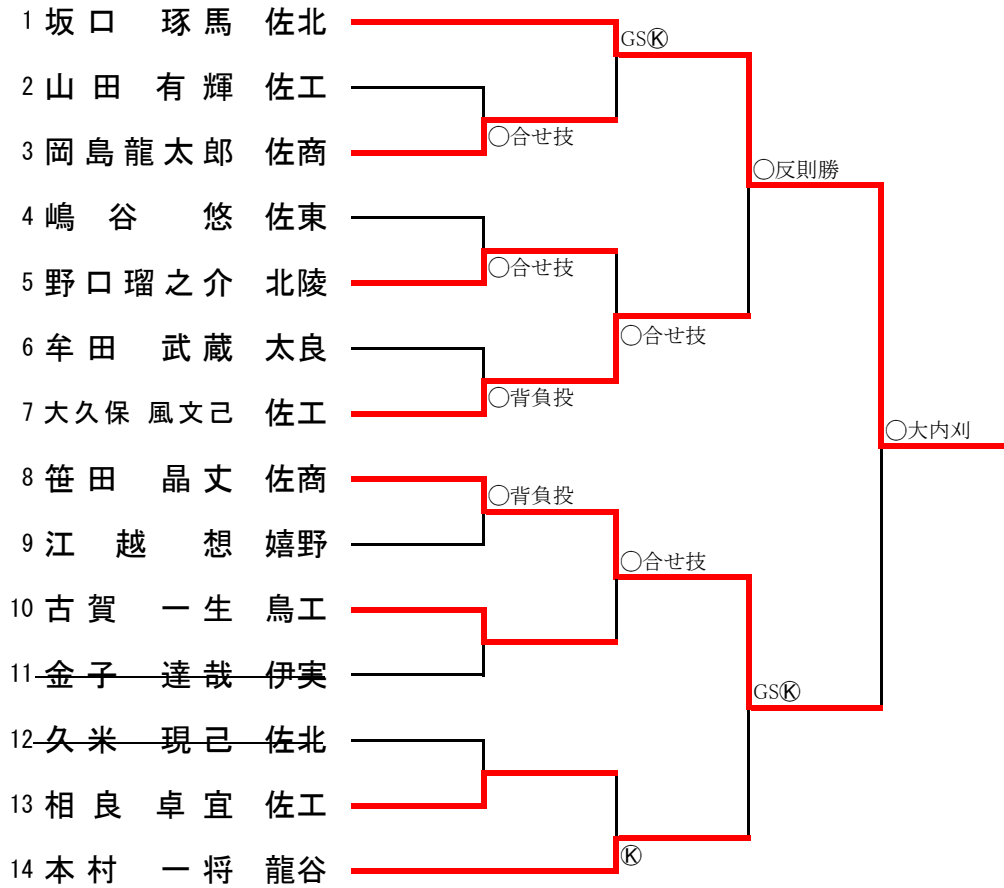 1 坂口 琢馬 佐北
GSⓀ
2 山田 有輝 佐工
○合せ技
3 岡島龍太郎 佐商
○反則勝
4 嶋谷 悠 佐東
○合せ技
5 野口瑠之介 北陵
○合せ技
6 牟田 武蔵 太良
○背負投
7 大久保 風文己 佐工
○大内刈
8 笹田 晶丈 佐商
○背負投
9 江越 想 嬉野
○合せ技
10 古賀 一生 鳥工
11 金子 達哉 伊実
GSⓀ
12 久米 現己 佐北
13 相良 卓宜 佐工
Ⓚ
14 本村 一将 龍谷